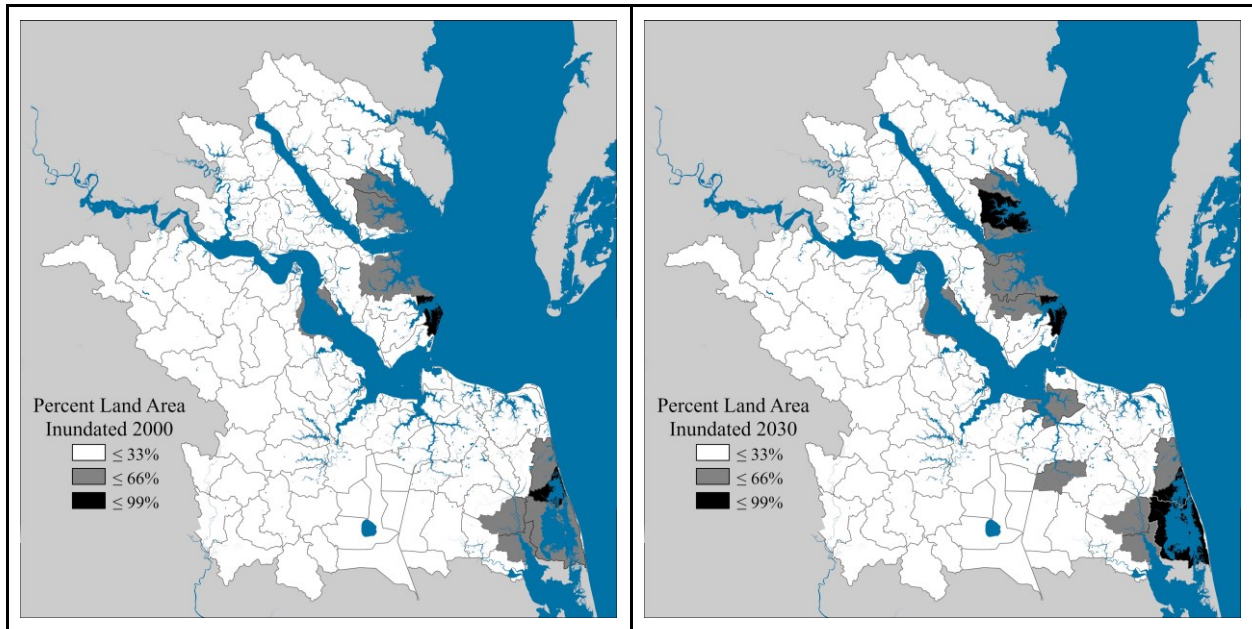 Percent Land Area
Inundated 2000
≤ 33%
≤ 66%
≤ 99%
Percent Land Area
Inundated 2030
≤ 33%
≤ 66%
≤ 99%